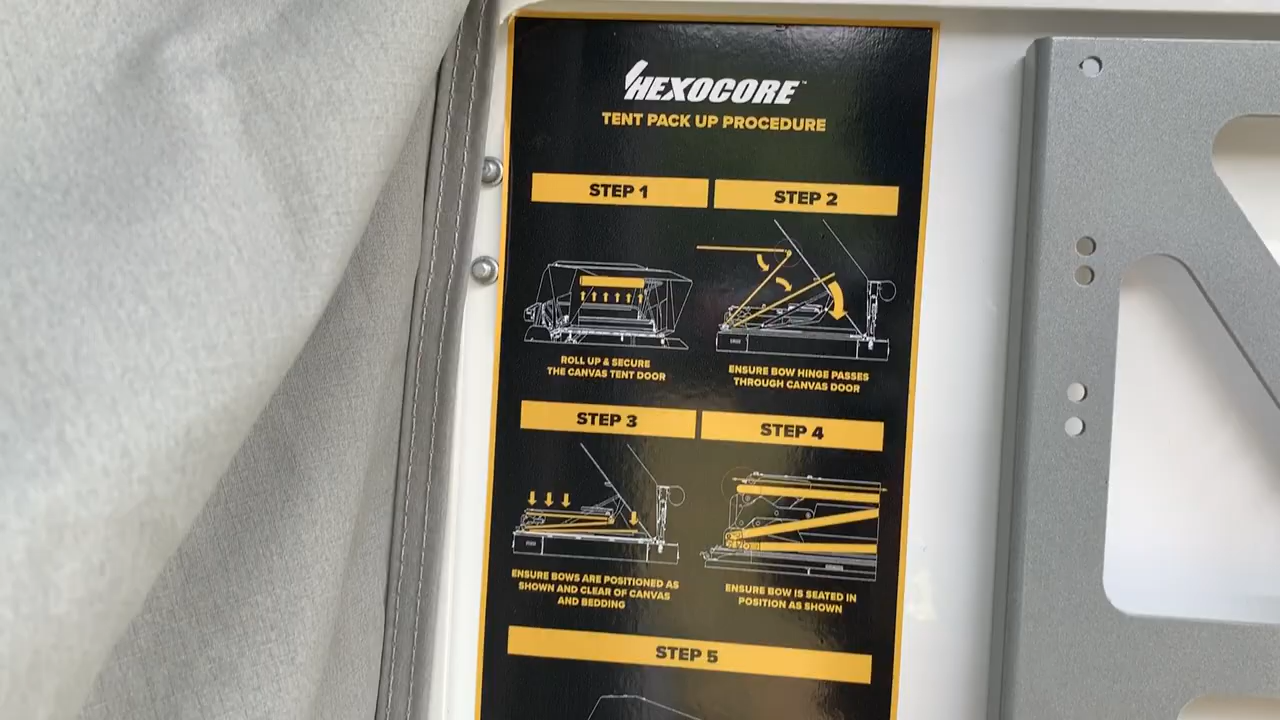 HEXOCORE™
TENT PACK UP PROCEDURE
STEP 1
STEP 2
ROLL UP & SECURE
THE CANVAS TENT DOOR
ENSURE BOW HINGE PASSES
THROUGH CANVAS DOOR
STEP 3
STEP 4
ENSURE BOWS ARE POSITIONED AS
SHOWN AND CLEAR OF CANVAS
AND BEDDING
ENSURE BOW IS SEATED IN
POSITION AS SHOWN
STEP 5